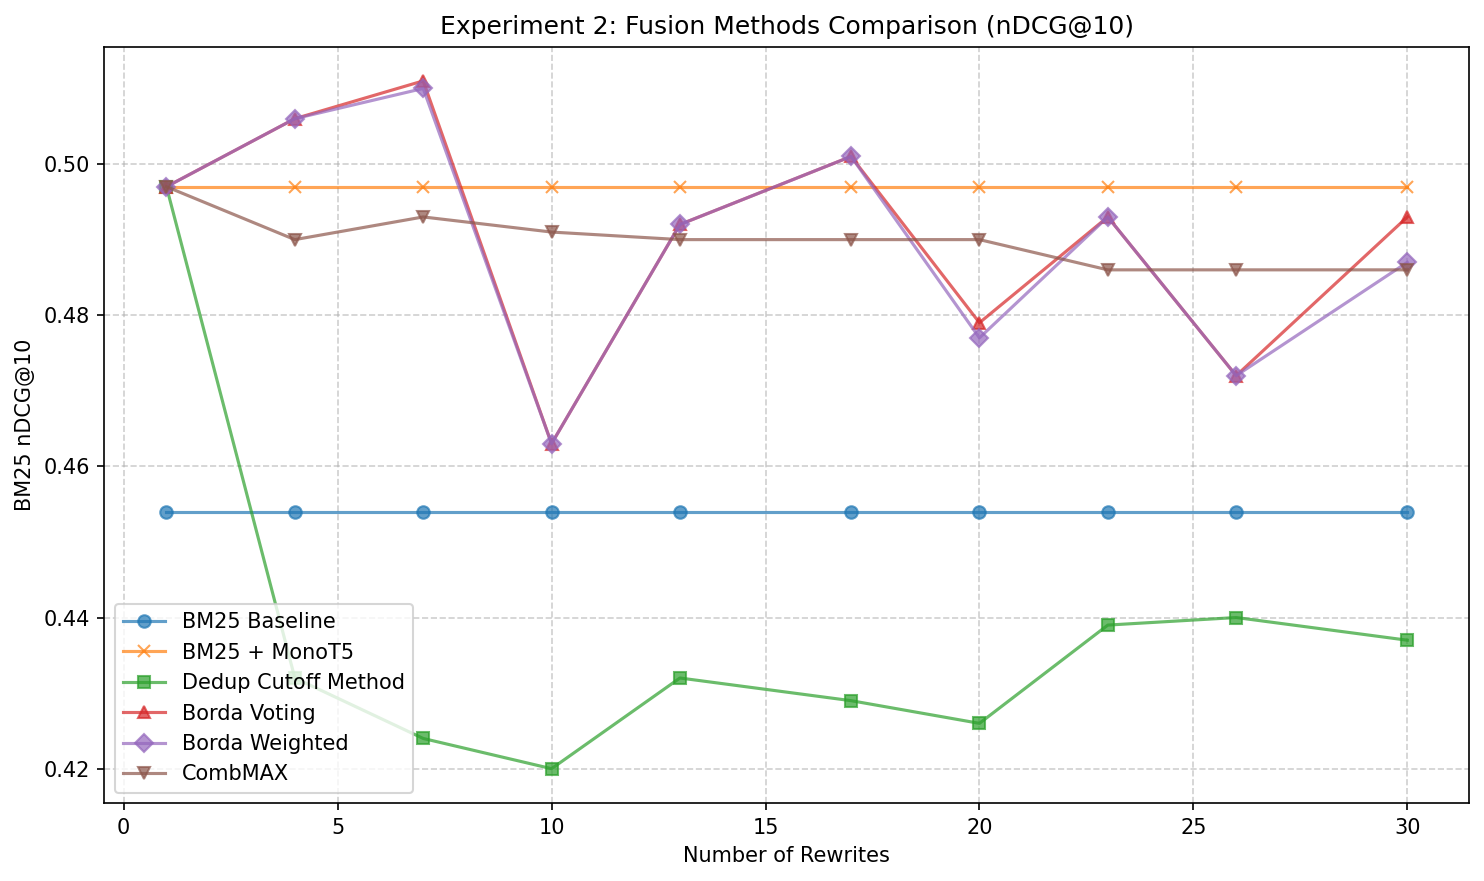 Experiment 2: Fusion Methods Comparison (nDCG@10)
BM25 nDCG@10
0.50
0.48
0.46
0.44
0.42
BM25 Baseline
BM25 + MonoT5
Dedup Cutoff Method
Borda Voting
Borda Weighted
CombMAX
0 5 10 15 20 25 30
Number of Rewrites